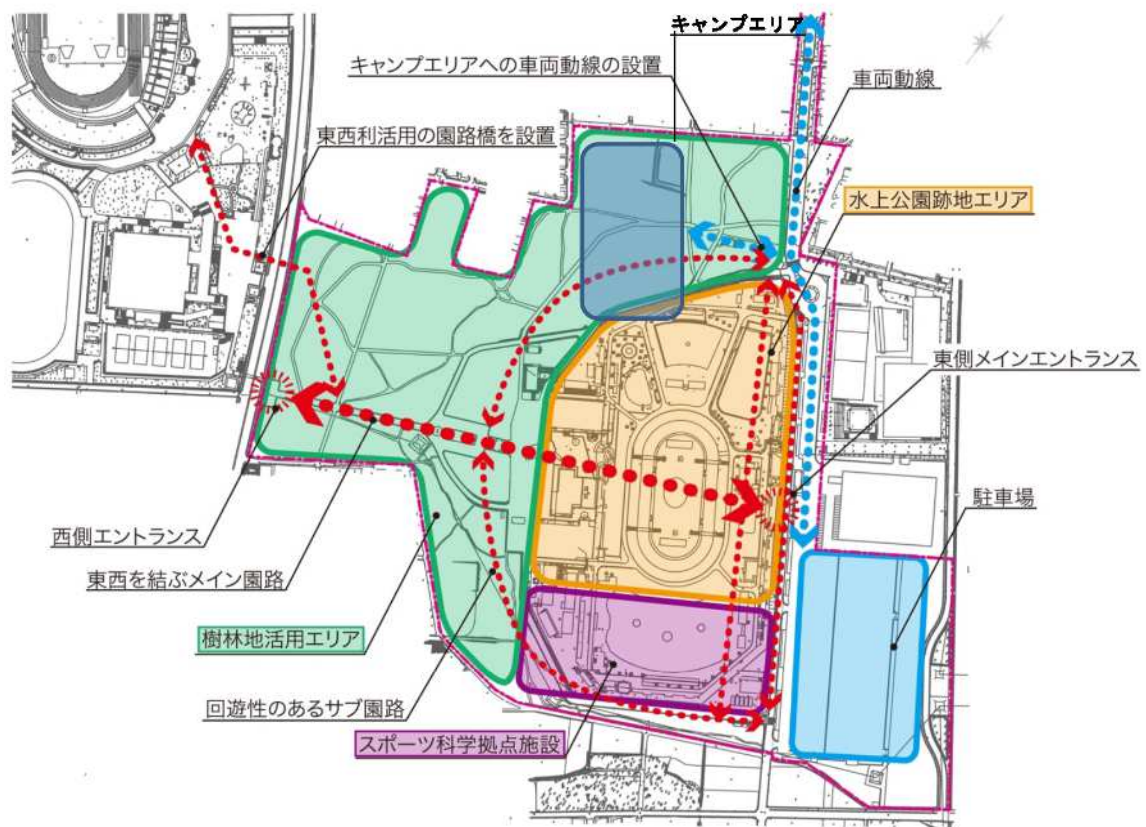 キャンプエリア
キャンプエリアへの車両動線の設置
車両動線
東西利活用の園路橋を設置
水上公園跡地エリア
東側メインエントランス
駐車場
西側エントランス
東西を結ぶメイン園路
樹林地活用エリア
回遊性のあるサブ園路
スポーツ科学拠点施設